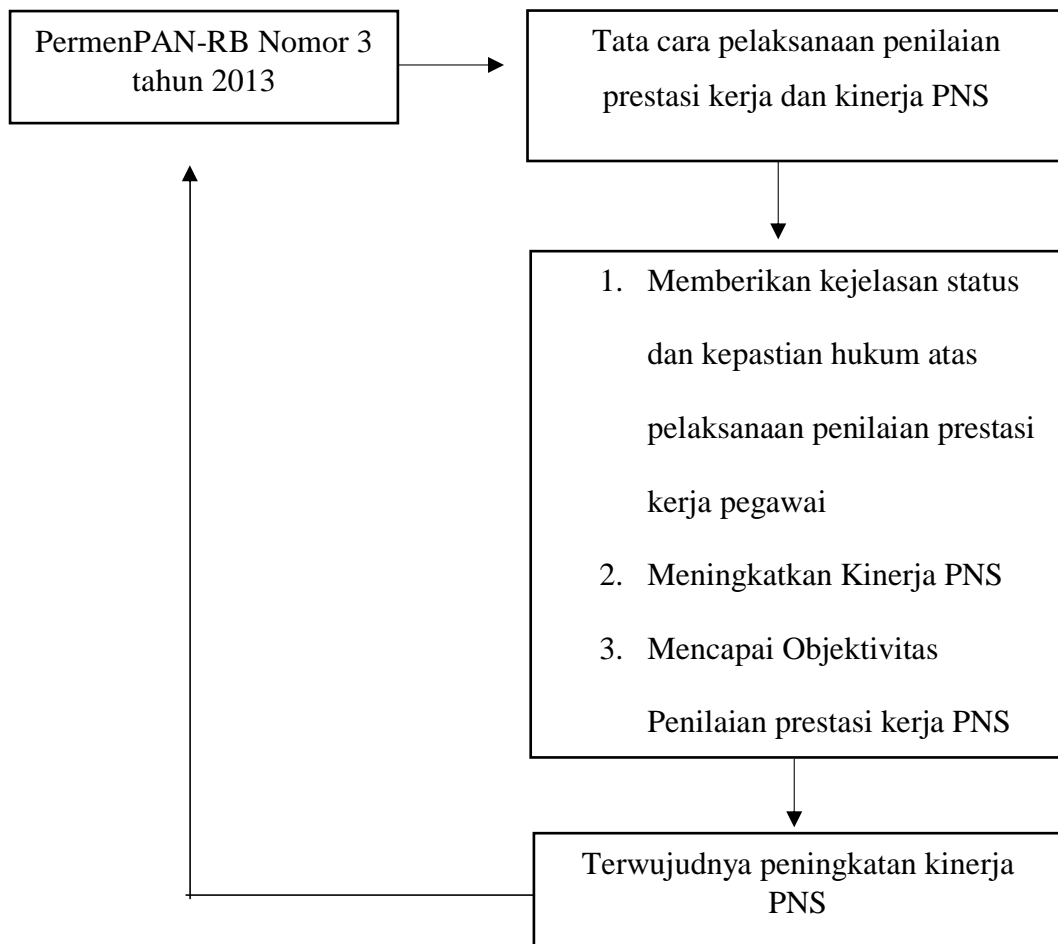 PermenPAN-RB Nomor 3
tahun 2013
Tata cara pelaksanaan penilaian
prestasi kerja dan kinerja PNS
1. Memberikan kejelasan status
dan kepastian hukum atas
pelaksanaan penilaian prestasi
kerja pegawai
2. Meningkatkan Kinerja PNS
3. Mencapai Objektivitas
Penilaian prestasi kerja PNS
Terwujudnya peningkatan kinerja
PNS